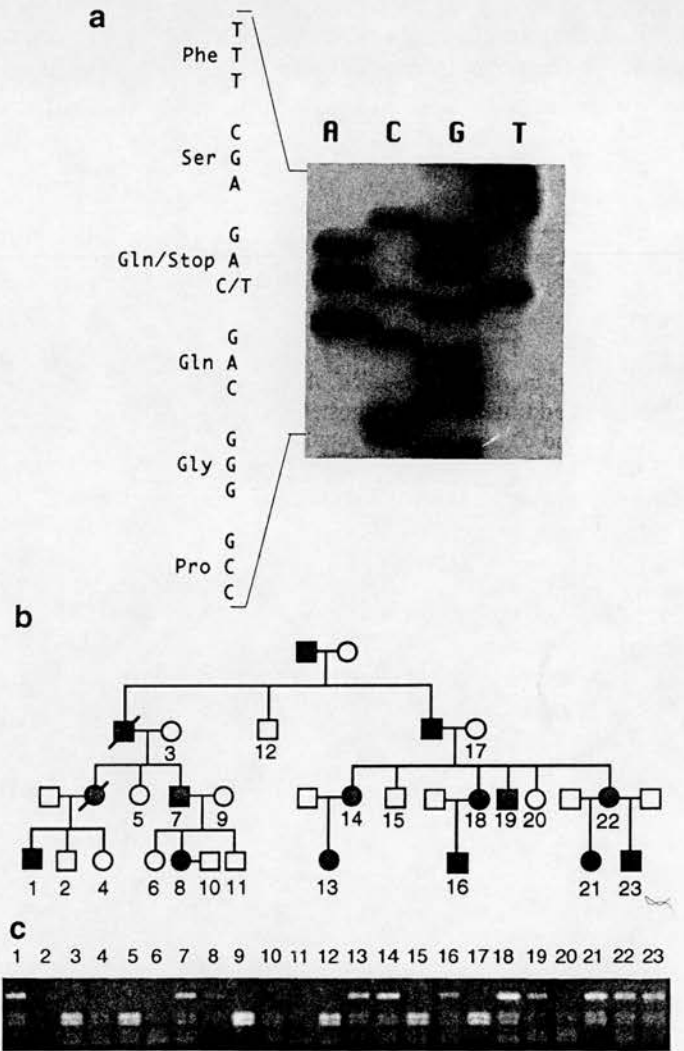 a
T
Phe T
T
C
Ser G
A
G
Gln/Stop A
C/T
G
Gln A
C
G
Gly G
G
G
Pro C
C
A C G T
b
3 12 17
5 7 9 14 15 18 19 20 22
1 2 4 6 8 10 11 13 16 21 23
c
1 2 3 4 5 6 7 8 9 10 11 12 13 14 15 16 17 18 19 20 21 22 23